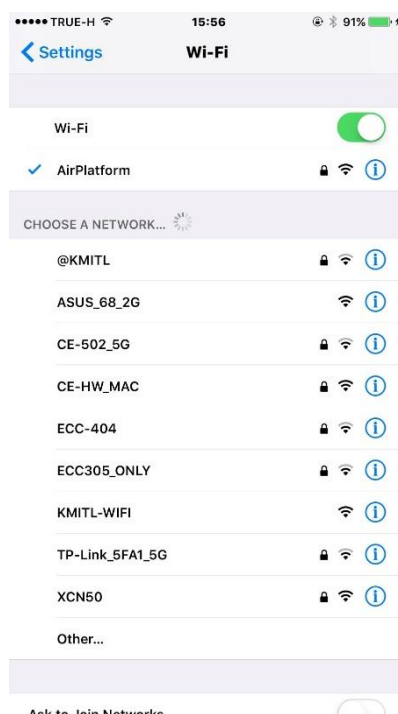 TRUE-H 15:56 91%
Settings Wi-Fi
Wi-Fi
AirPlatform
CHOOSE A NETWORK...
@KMITL
ASUS_68_2G
CE-502_5G
CE-HW_MAC
ECC-404
ECC305_ONLY
KMITL-WIFI
TP-Link_5FA1_5G
XCN50
Other...
Ask to Join Networks